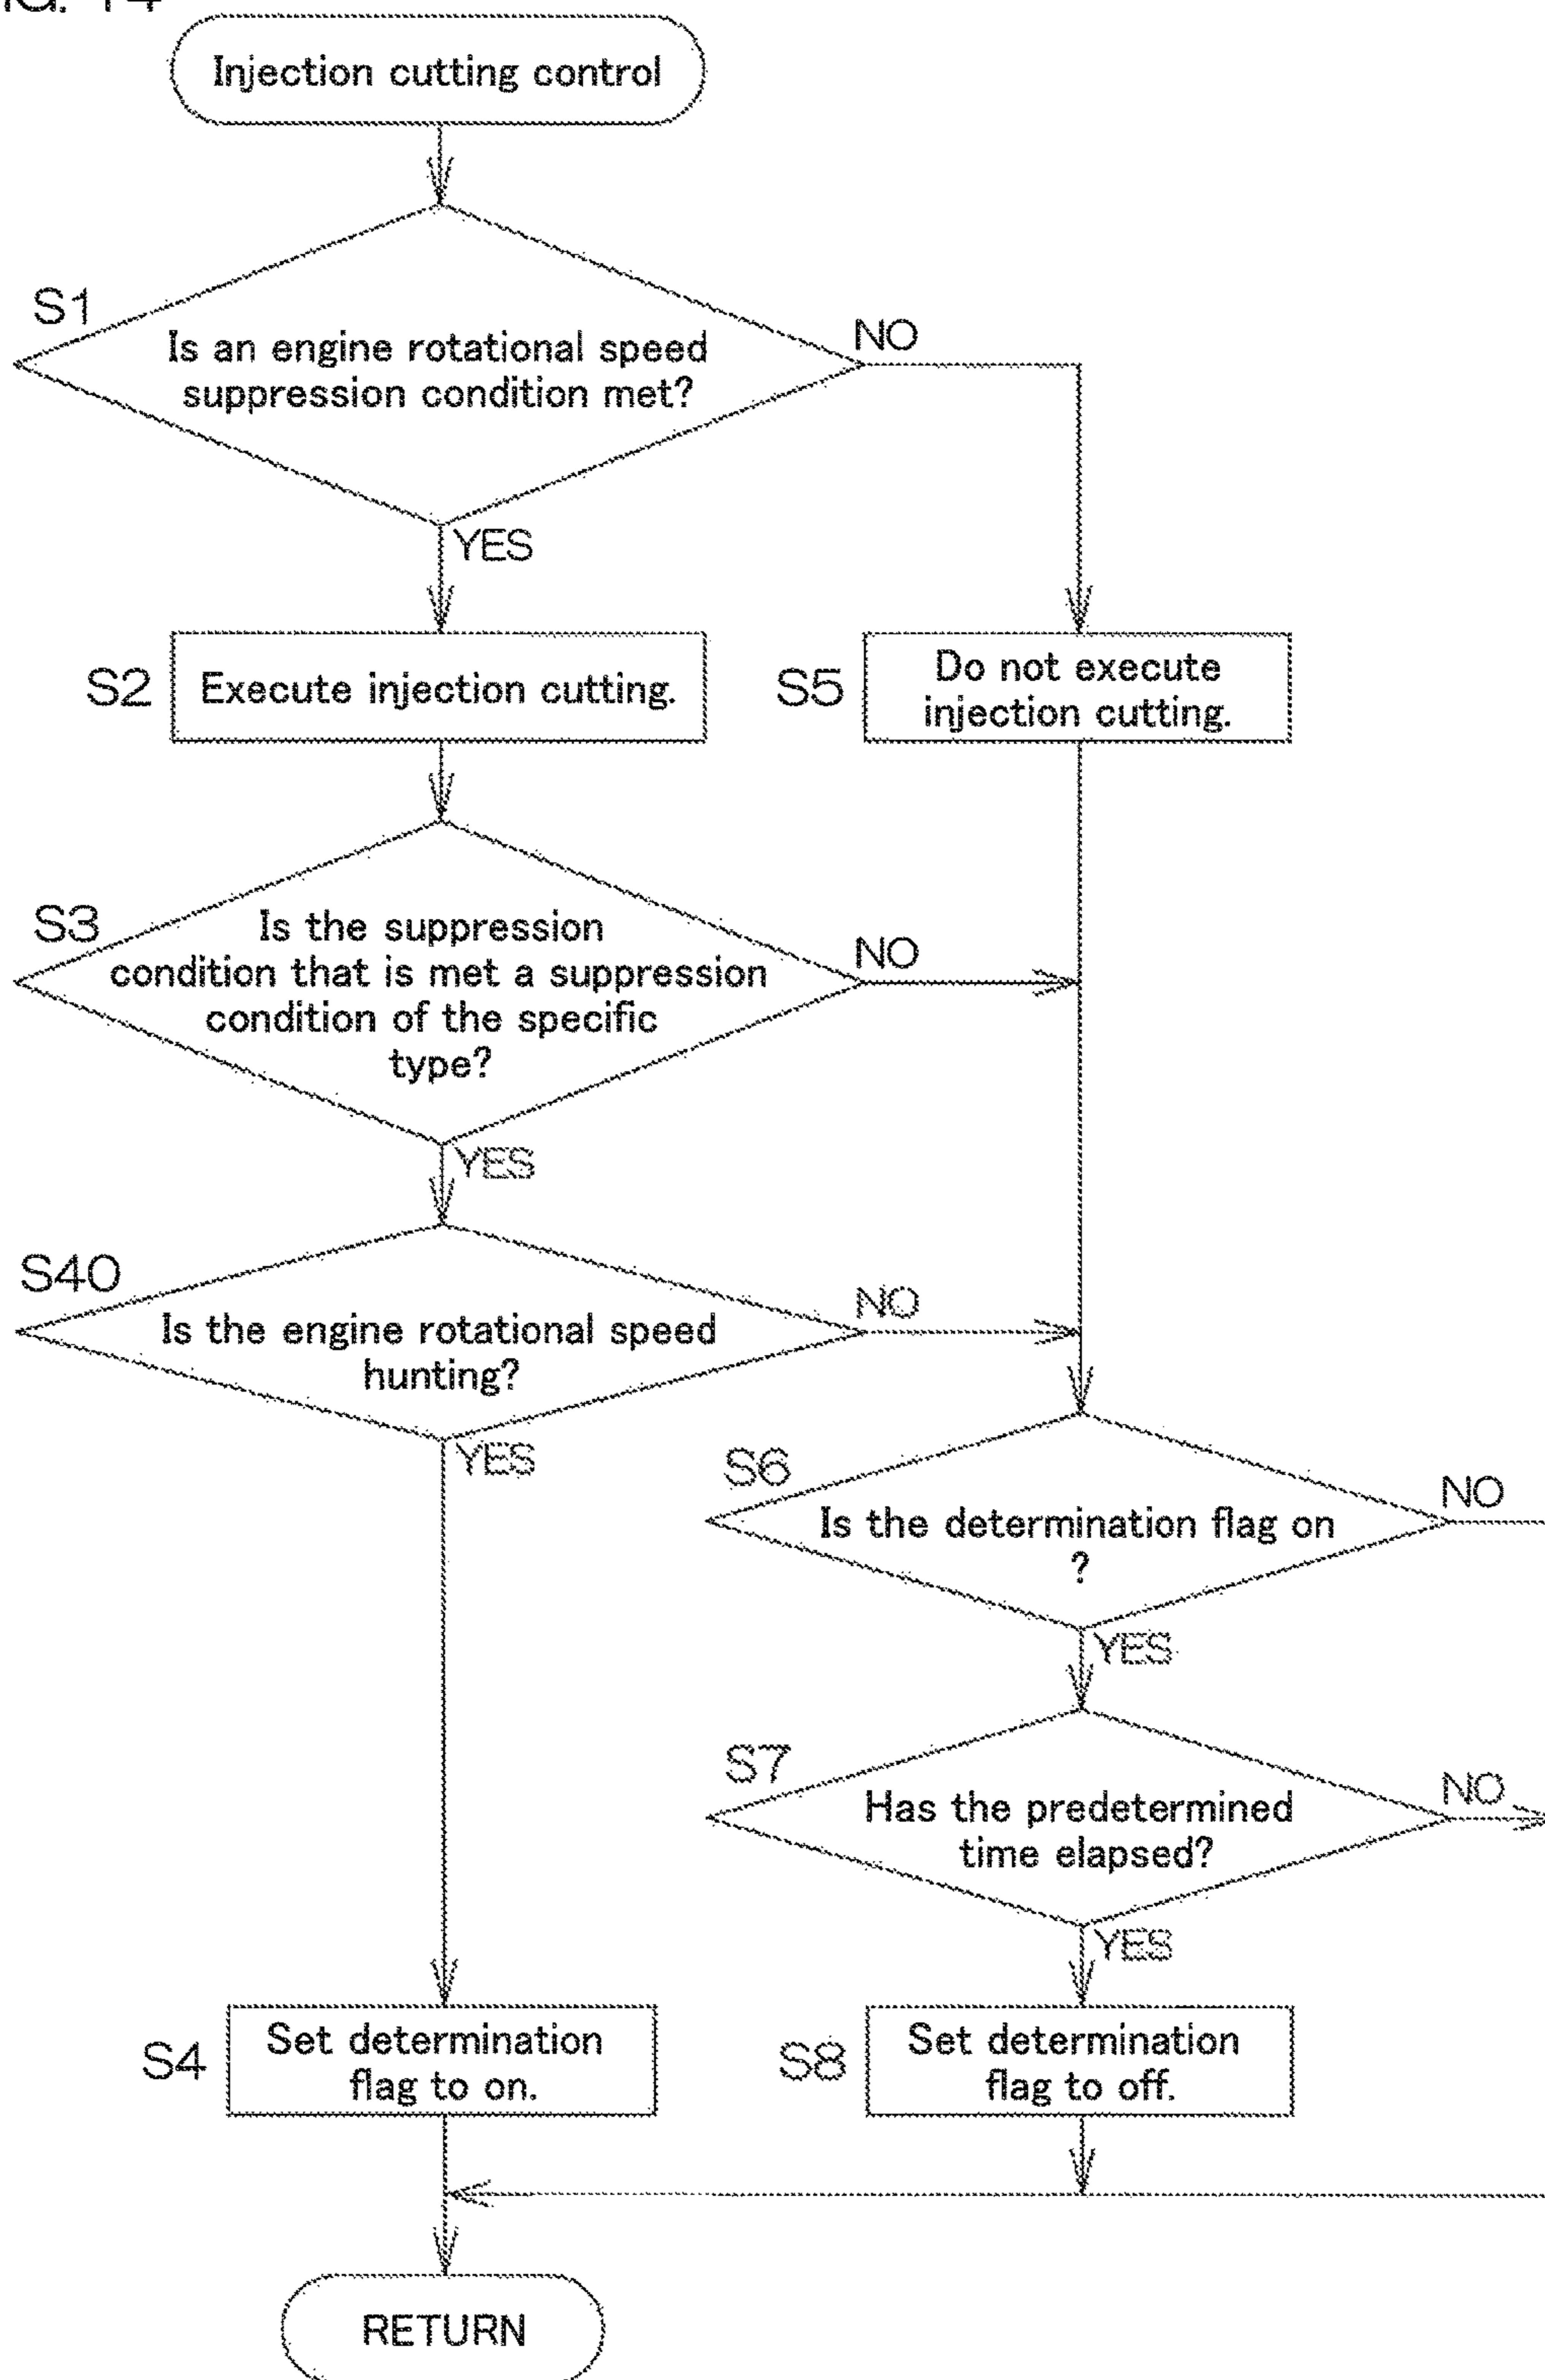 IG. 14
Injection cutting control
S1
Is an engine rotational speed
suppression condition met?
NO
YES
S2
Execute injection cutting.
S5
Do not execute
injection cutting.
S3
Is the suppression
condition that is met a suppression
condition of the specific
type?
NO
YES
S40
Is the engine rotational speed
hunting?
NO
YES
S6
Is the determination flag on
?
NO
YES
S7
Has the predetermined
time elapsed?
NO
YES
S4
Set determination
flag to on.
S8
Set determination
flag to off.
RETURN